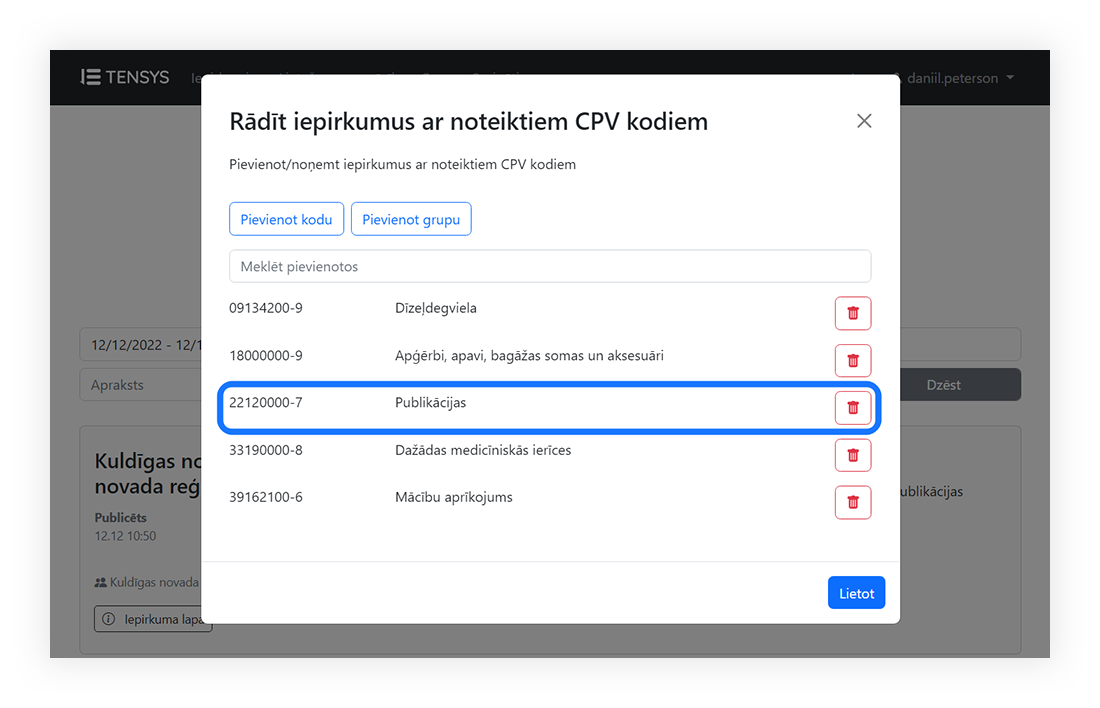 TENSYS
daniil.peterson
Rādīt iepirkumus ar noteiktiem CPV kodiem
Pievienot/noņemt iepirkumus ar noteiktiem CPV kodiem
Pievienot kodu Pievienot grupu
Meklēt pievienotos
09134200-9 Dīzeļdegviela
18000000-9 Apģērbi, apavi, bagāžas somas un aksesuāri
22120000-7 Publikācijas
33190000-8 Dažādas medicīniskās ierīces
39162100-6 Mācību aprīkojums
Lietot
12/12/2022 - 12/1
Apraksts
Dzēst
Kuldīgas no
novada reģ
Publicēts
12.12 10:50
Kuldīgas novada
Iepirkuma lapa
ublikācijas